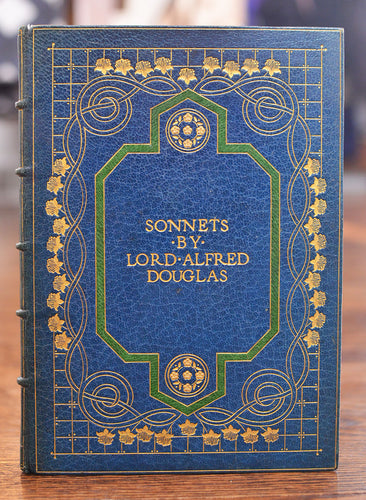 SONNETS
·BY·
LORD·ALFRED
DOUGLAS